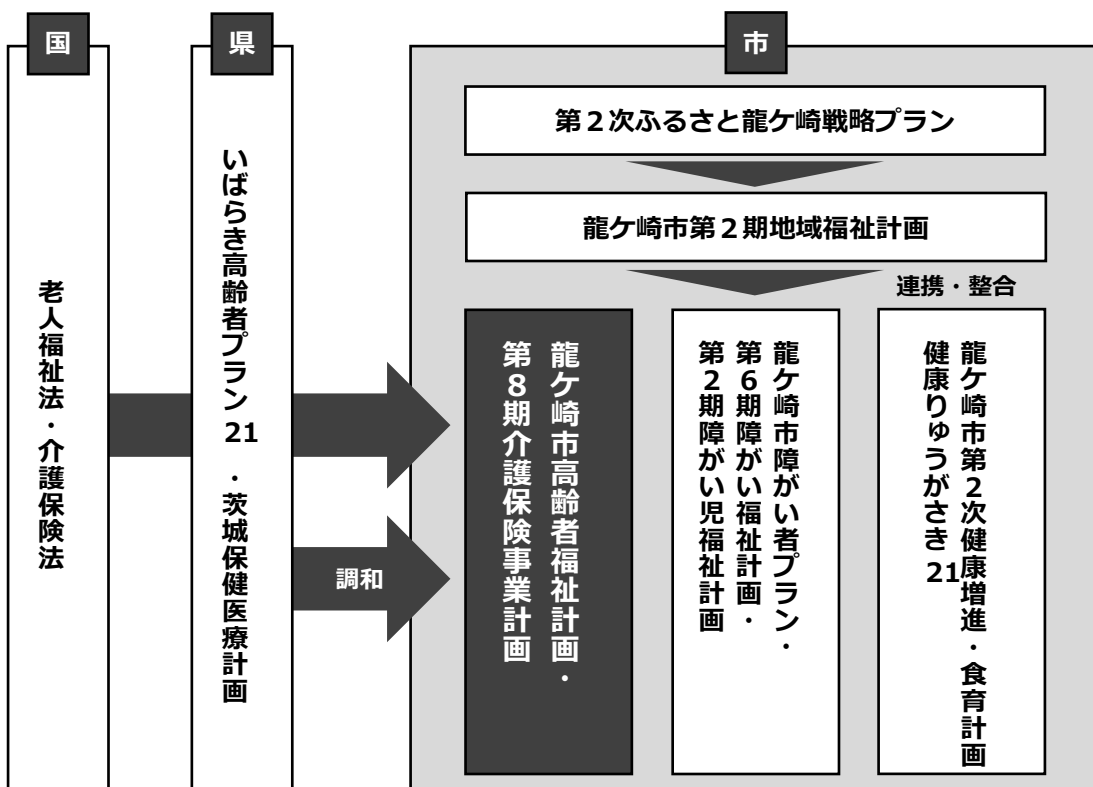 国
老人福祉法・介護保険法
県
いばらき高齢者プラン21・茨城保健医療計画
調和
市
第２次ふるさと龍ケ崎戦略プラン
龍ケ崎市第２期地域福祉計画
連携・整合
龍ケ崎市高齢者福祉計画・
第８期介護保険事業計画
龍ケ崎市障がい者プラン・
第６期障がい福祉計画・
第２期障がい児福祉計画
龍ケ崎市第２次健康増進・食育計画
健康りゅうがさき21